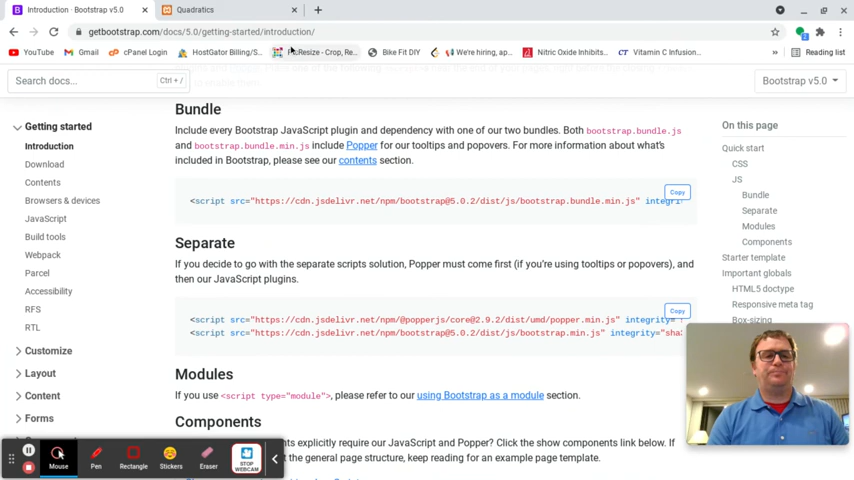 Introduction · Bootstrap v5.0
Quadratics
getbootstrap.com/docs/5.0/getting-started/introduction/
YouTube
Gmail
cPanel Login
HostGator Billing/S...
PicResize - Crop, Re...
Bike Fit DIY
We're hiring, ap...
Nitric Oxide Inhibits...
Vitamin C Infusion...
Reading list
Search docs...
Ctrl + /
Bootstrap v5.0
Getting started
Introduction
Download
Contents
Browsers & devices
JavaScript
Build tools
Webpack
Parcel
Accessibility
RFS
RTL
Customize
Layout
Content
Forms
Bundle
Include every Bootstrap JavaScript plugin and dependency with one of our two bundles. Both bootstrap.bundle.js
and bootstrap.bundle.min.js include Popper for our tooltips and popovers. For more information about what's
included in Bootstrap, please see our contents section.
Copy
<script src="https://cdn.jsdelivr.net/npm/bootstrap@5.0.2/dist/js/bootstrap.bundle.min.js" integri
Separate
If you decide to go with the separate scripts solution, Popper must come first (if you're using tooltips or popovers), and
then our JavaScript plugins.
Copy
<script src="https://cdn.jsdelivr.net/npm/@popperjs/core@2.9.2/dist/umd/popper.min.js" integrity=
<script src="https://cdn.jsdelivr.net/npm/bootstrap@5.0.2/dist/js/bootstrap.min.js" integrity="sha
Modules
If you use <script type="module">, please refer to our using Bootstrap as a module section.
Components
nts explicitly require our JavaScript and Popper? Click the show components link below. If
t the general page structure, keep reading for an example page template.
On this page
Quick start
CSS
JS
Bundle
Separate
Modules
Components
Starter template
Important globals
HTML5 doctype
Responsive meta tag
Box-sizing
Mouse
Pen
Rectangle
Stickers
Eraser
STOP
WEBCAM